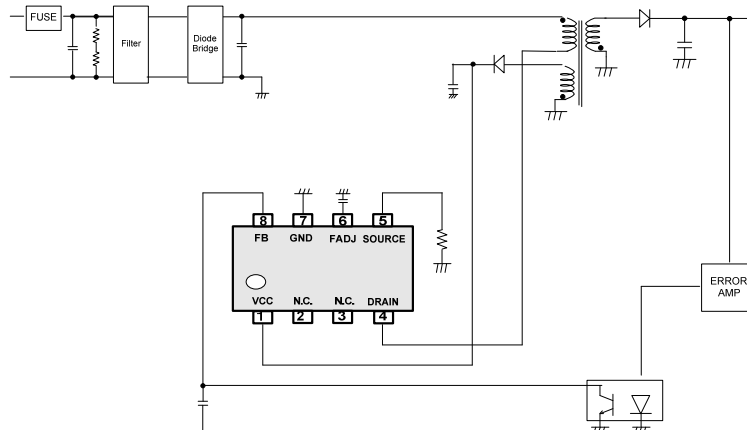 FUSE
Filter
Diode
Bridge
8 7 6 5
FB GND FADJ SOURCE
VCC N.C. N.C. DRAIN
1 2 3 4
ERROR
AMP